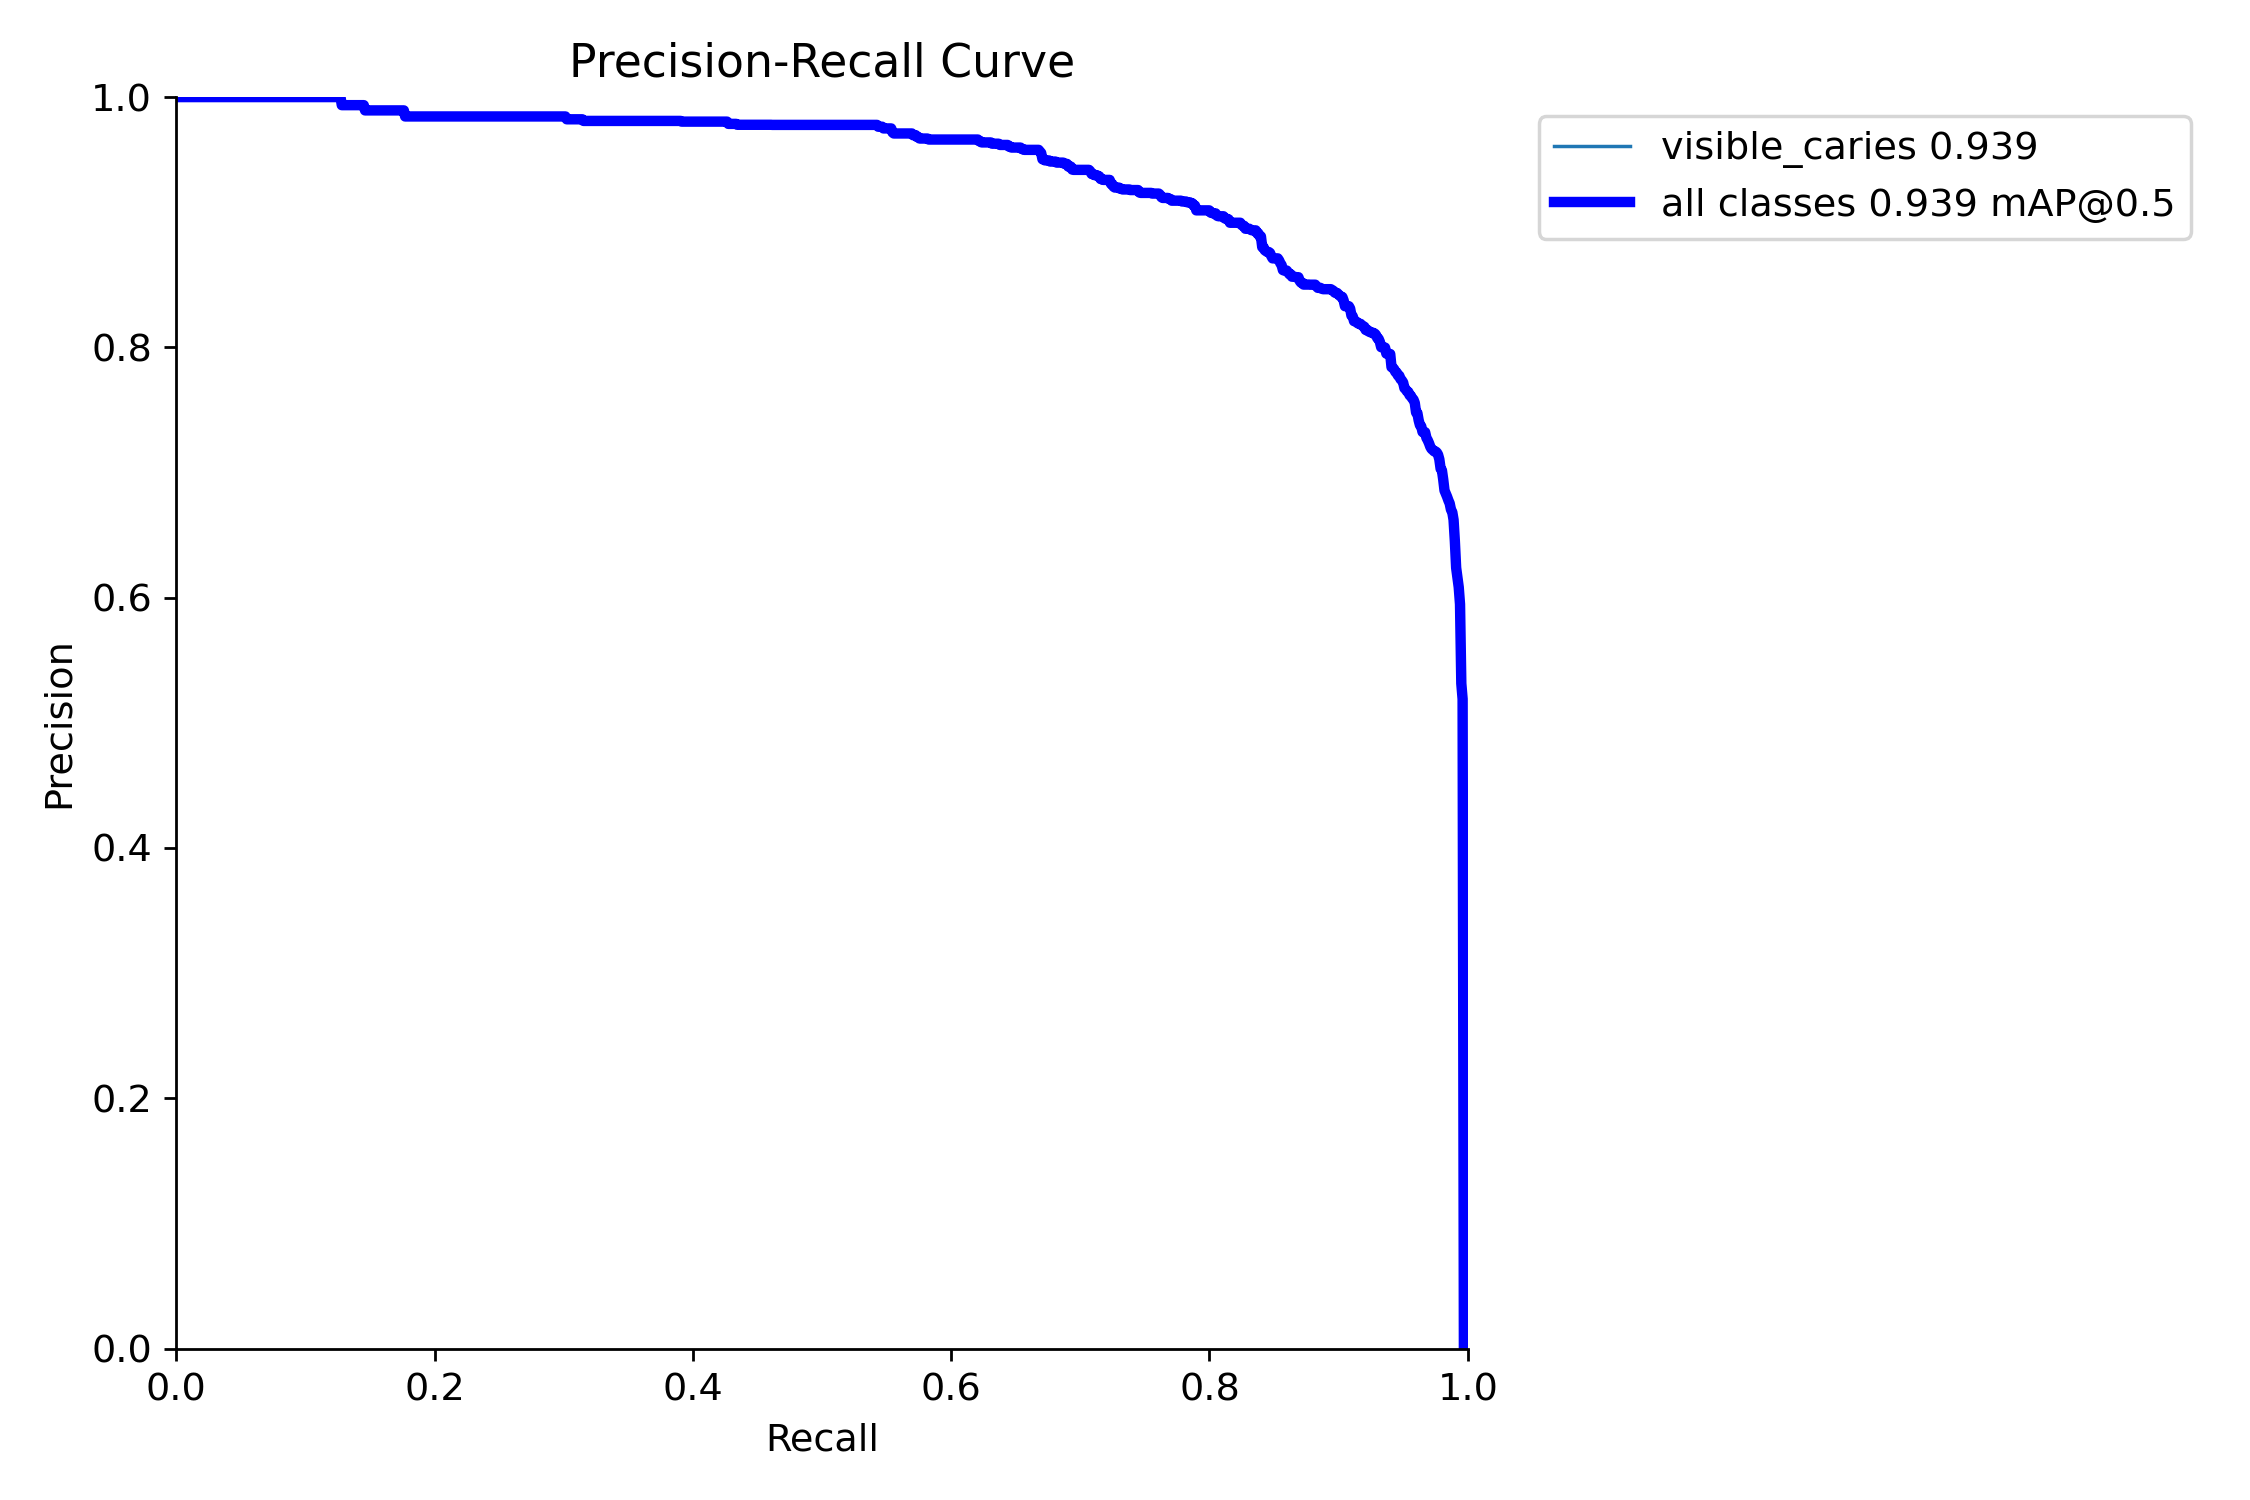 Precision-Recall Curve
1.0
0.8
0.6
0.4
0.2
0.0
Precision
0.0 0.2 0.4 0.6 0.8 1.0
Recall
visible_caries 0.939
all classes 0.939 mAP@0.5